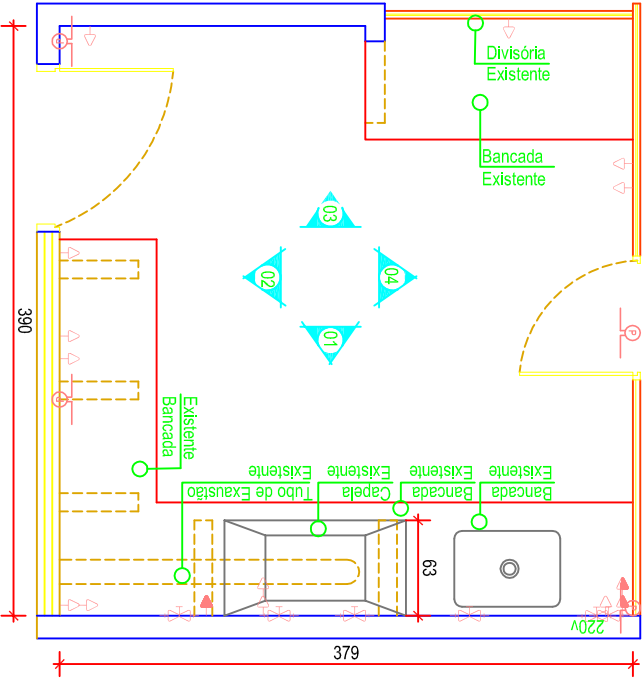 Divisória
Existente
Bancada
Existente
03
02
04
01
390
Existente
Bancada
Existente
Tubo de Exaustão
Existente
Capela
Existente
Bancada
Existente
Bancada
63
220v
379
P